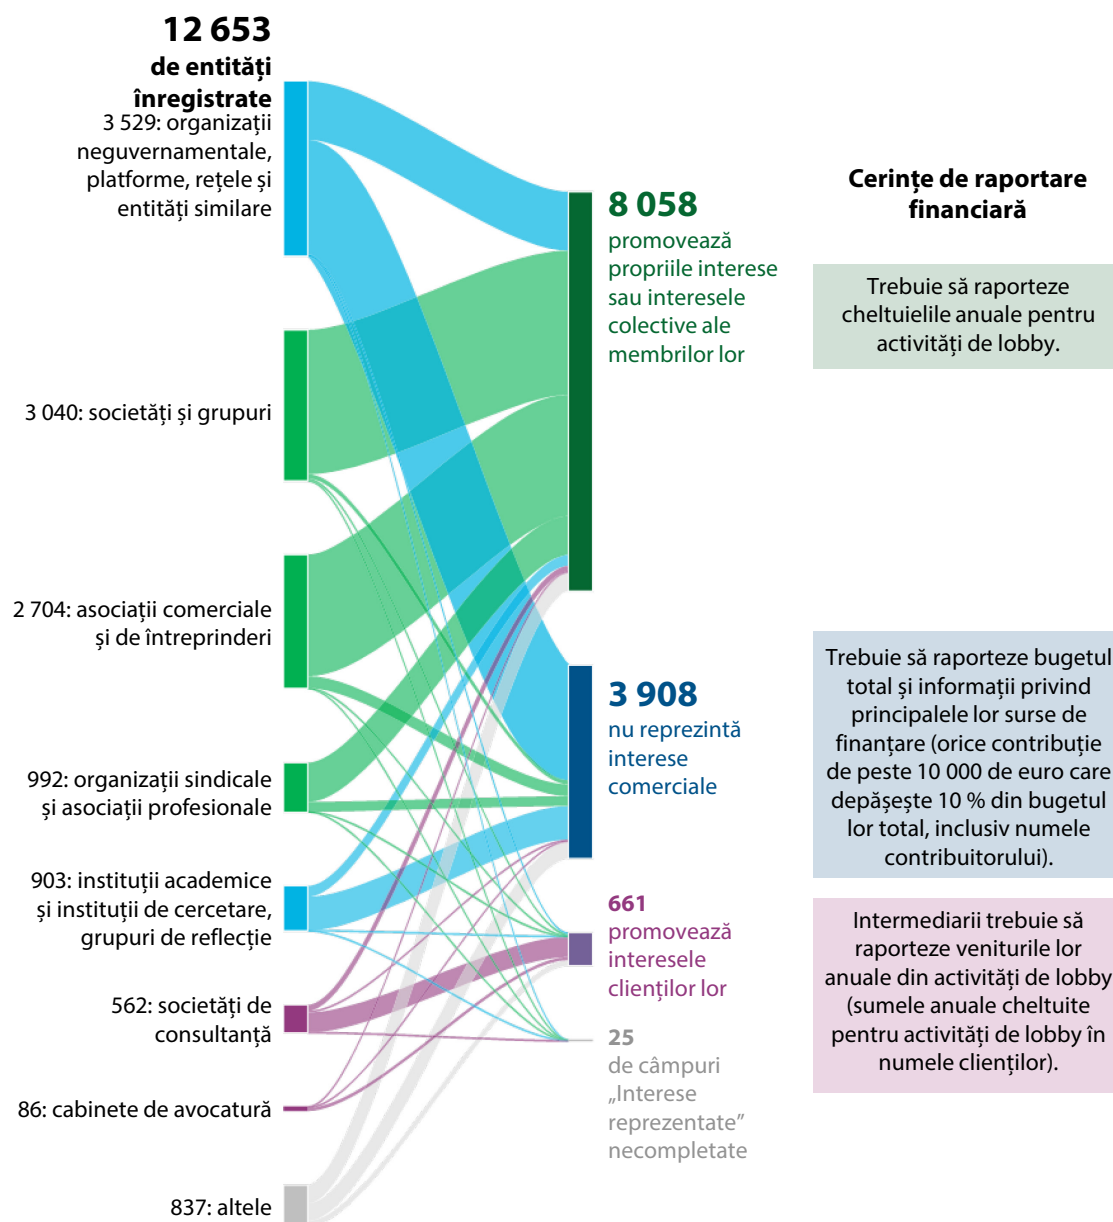 12 653
de entități
înregistrate
3 529: organizații
neguvernamentale,
platforme, rețele și
entități similare
3 040: societăți și grupuri
2 704: asociații comerciale
și de întreprinderi
992: organizații sindicale
și asociații profesionale
903: instituții academice
și instituții de cercetare,
grupuri de reflecție
562: societăți de
consultanță
86: cabinete de avocatură
837: altele
8 058
promovează
propriile interese
sau interesele
colective ale
membrilor lor
3 908
nu reprezintă
interese
comerciale
661
promovează
interesele
clienților lor
25
de câmpuri
„Interese
reprezentate”
necompletate
Cerințe de raportare
financiară
Trebuie să raporteze
cheltuielile anuale pentru
activități de lobby.
Trebuie să raporteze bugetul
total și informații privind
principalele lor surse de
finanțare (orice contribuție
de peste 10 000 de euro care
depășește 10 % din bugetul
lor total, inclusiv numele
contribuitorului).
Intermediarii trebuie să
raporteze veniturile lor
anuale din activități de lobby
(sumele anuale cheltuite
pentru activități de lobby în
numele clienților).